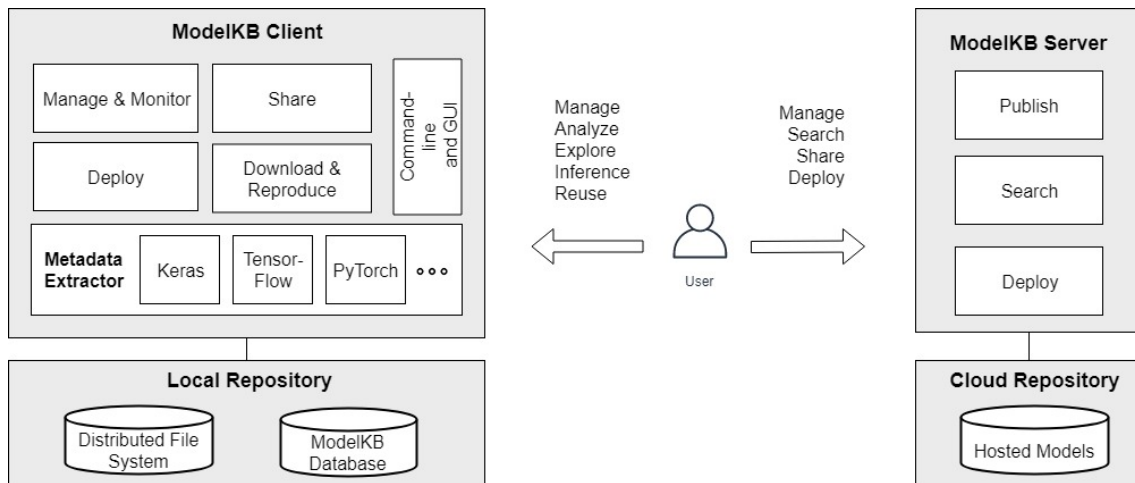 ModelKB Client
Manage & Monitor
Share
Command-
line
and GUI
Deploy
Download &
Reproduce
Metadata
Extractor
Keras
Tensor-
Flow
PyTorch
Local Repository
Distributed File
System
ModelKB
Database
Manage
Analyze
Explore
Inference
Reuse
Manage
Search
Share
Deploy
User
ModelKB Server
Publish
Search
Deploy
Cloud Repository
Hosted Models